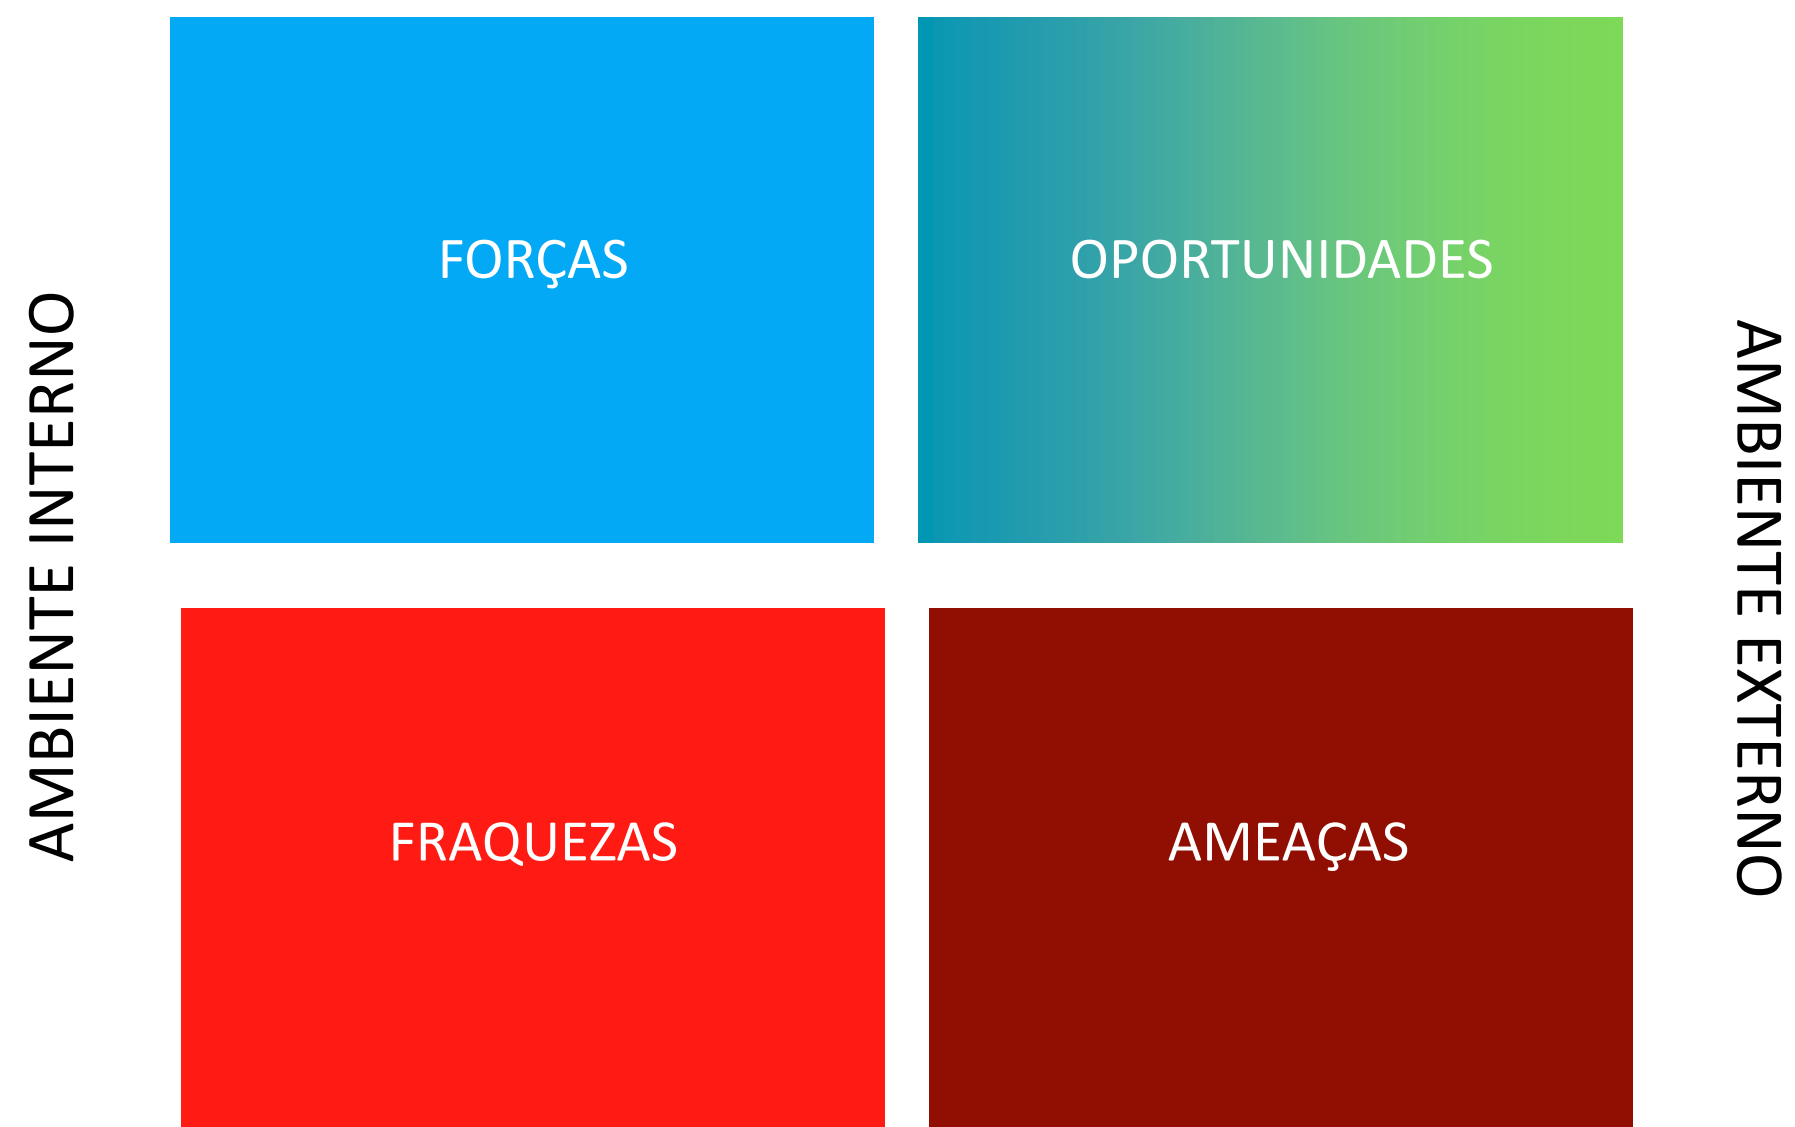 AMBIENTE INTERNO
FORÇAS
OPORTUNIDADES
FRAQUEZAS
AMEAÇAS
AMBIENTE EXTERNO